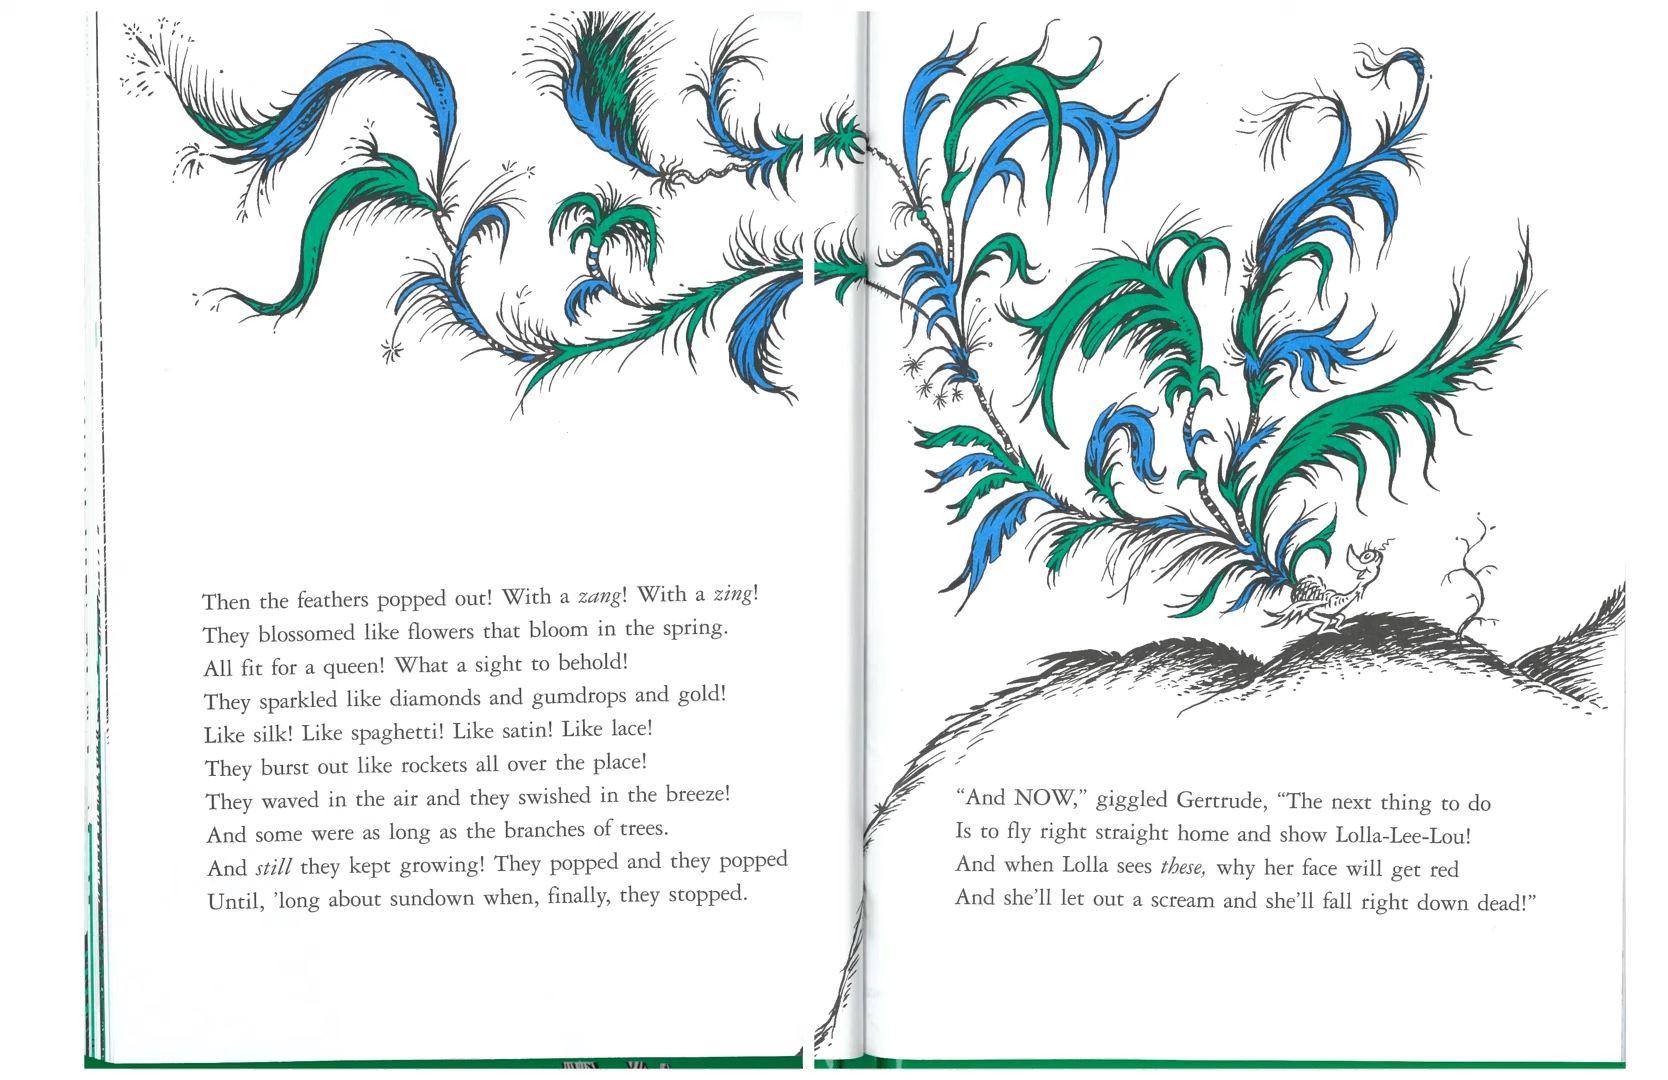 Then the feathers popped out! With a zang! With a zing!
They blossomed like flowers that bloom in the spring.
All fit for a queen! What a sight to behold!
They sparkled like diamonds and gumdrops and gold!
Like silk! Like spaghetti! Like satin! Like lace!
They burst out like rockets all over the place!
They waved in the air and they swished in the breeze!
And some were as long as the branches of trees.
And still they kept growing! They popped and they popped
Until, ’long about sundown when, finally, they stopped.
“And NOW,” giggled Gertrude, “The next thing to do
Is to fly right straight home and show Lolla-Lee-Lou!
And when Lolla sees these, why her face will get red
And she’ll let out a scream and she’ll fall right down dead!”